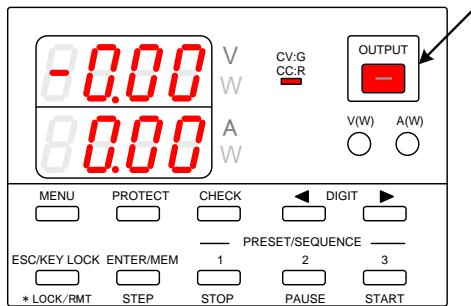 -0.00 V
W
0.00 A
W
CV:G
CC:R
OUTPUT
V(W) A(W)
MENU PROTECT CHECK ◀ DIGIT ▶
PRESET/SEQUENCE
ESC/KEY LOCK ENTER/MEM 1 2 3
* LOCK/RMT STEP STOP PAUSE START